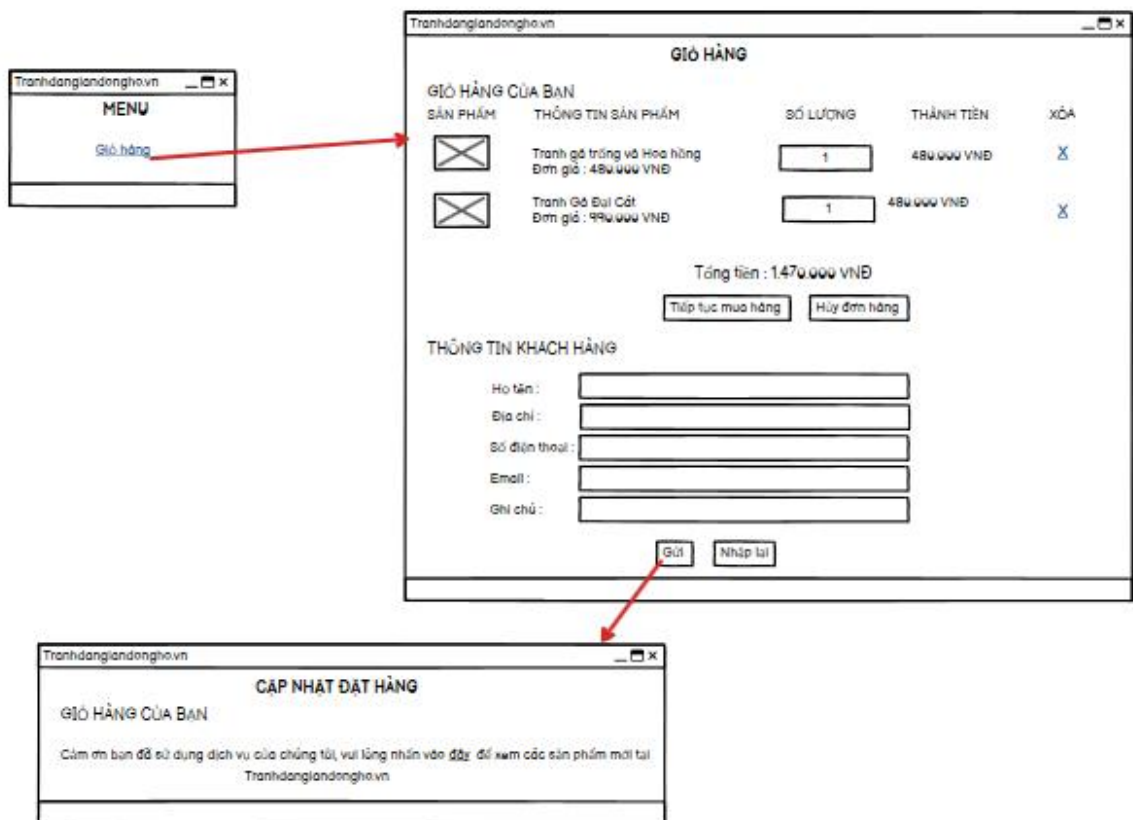 Tranhdangiandongho.vn
MENU
Giỏ hàng
Tranhdangiandongho.vn
GIỎ HÀNG
GIỎ HÀNG CỦA BẠN
SẢN PHẨM THÔNG TIN SẢN PHẨM SỐ LƯỢNG THÀNH TIỀN XÓA
Tranh gà trống và Hoa hồng
Đơn giá : 480.000 VNĐ
1 480.000 VNĐ X
Tranh Gà Đại Cát
Đơn giá : 990.000 VNĐ
1 480.000 VNĐ X
Tổng tiền : 1.470.000 VNĐ
Tiếp tục mua hàng Hủy đơn hàng
THÔNG TIN KHACH HÀNG
Họ tên :
Địa chỉ :
Số điện thoại :
Email :
Ghi chú :
Gửi Nhập lại
Tranhdangiandongho.vn
CẬP NHẬT ĐẶT HÀNG
GIỎ HÀNG CỦA BẠN
Cảm ơn bạn đã sử dụng dịch vụ của chúng tôi, vui lòng nhấn vào đây để xem các sản phẩm mới tại
Tranhdangiandongho.vn